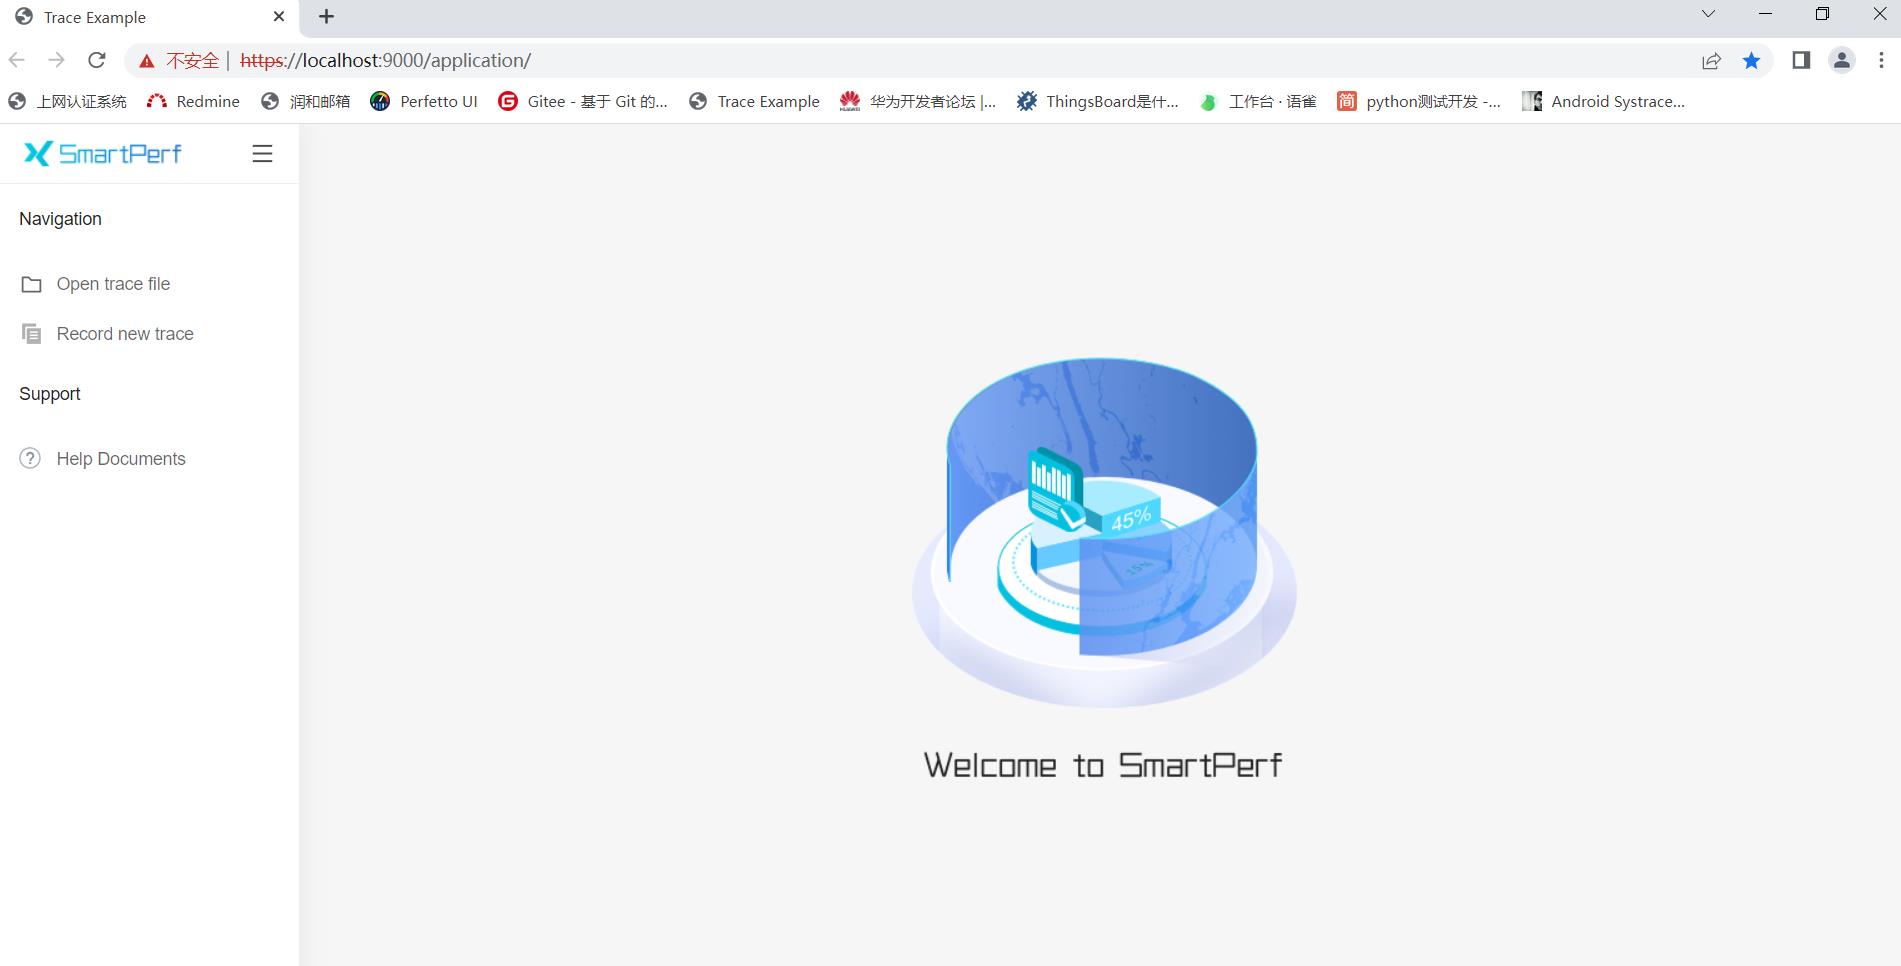 Trace Example
不安全 | https://localhost:9000/application/
上网认证系统 Redmine 润和邮箱 Perfetto UI Gitee - 基于 Git 的... Trace Example 华为开发者论坛 |... ThingsBoard是什... 工作台 · 语雀 python测试开发 -... Android Systrace...
SmartPerf
Navigation
Open trace file
Record new trace
Support
Help Documents
45%
15%
Welcome to SmartPerf